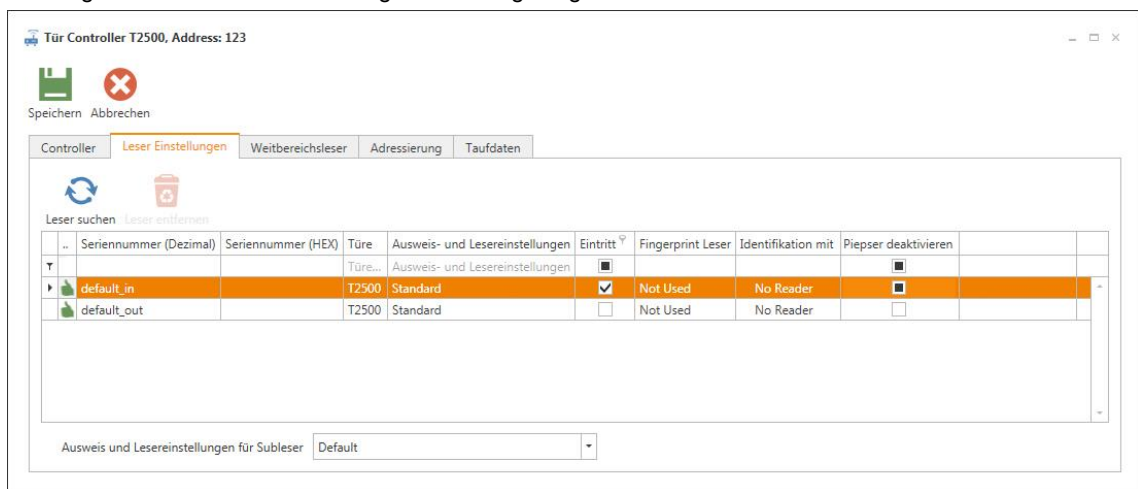 Tür Controller T2500, Address: 123
Speichern Abbrechen
Controller Leser Einstellungen Weitbereichsleser Adressierung Taufdaten
Leser suchen Leser entfernen
.. Seriennummer (Dezimal) Seriennummer (HEX) Türe Ausweis- und Lesereinstellungen Eintritt Fingerprint Leser Identifikation mit Piepser deaktivieren
Türe... Ausweis- und Lesereinstellungen
default_in T2500 Standard Not Used No Reader
default_out T2500 Standard Not Used No Reader
Ausweis und Lesereinstellungen für Subleser Default